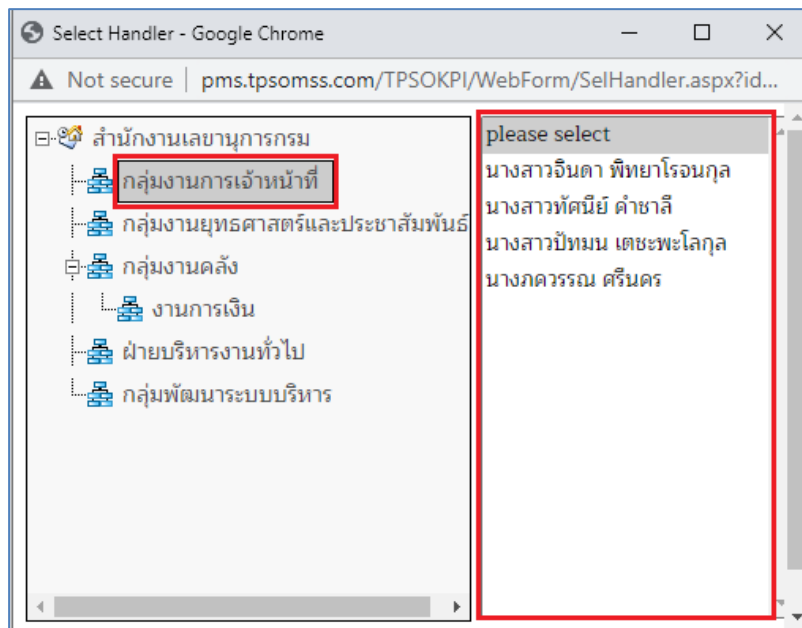 Select Handler - Google Chrome
Not secure | pms.tpsomss.com/TPSOKPI/WebForm/SelHandler.aspx?id...
สำนักงานเลขานุการกรม
กลุ่มงานการเจ้าหน้าที่
กลุ่มงานยุทธศาสตร์และประชาสัมพันธ์
กลุ่มงานคลัง
งานการเงิน
ฝ่ายบริหารงานทั่วไป
กลุ่มพัฒนาระบบบริหาร
please select
นางสาวจินดา พิทยาโรจนกุล
นางสาวทัศนีย์ คำชาลี
นางสาวปัทมน เตชะพะโลกุล
นางภควรรณ ศรีนคร